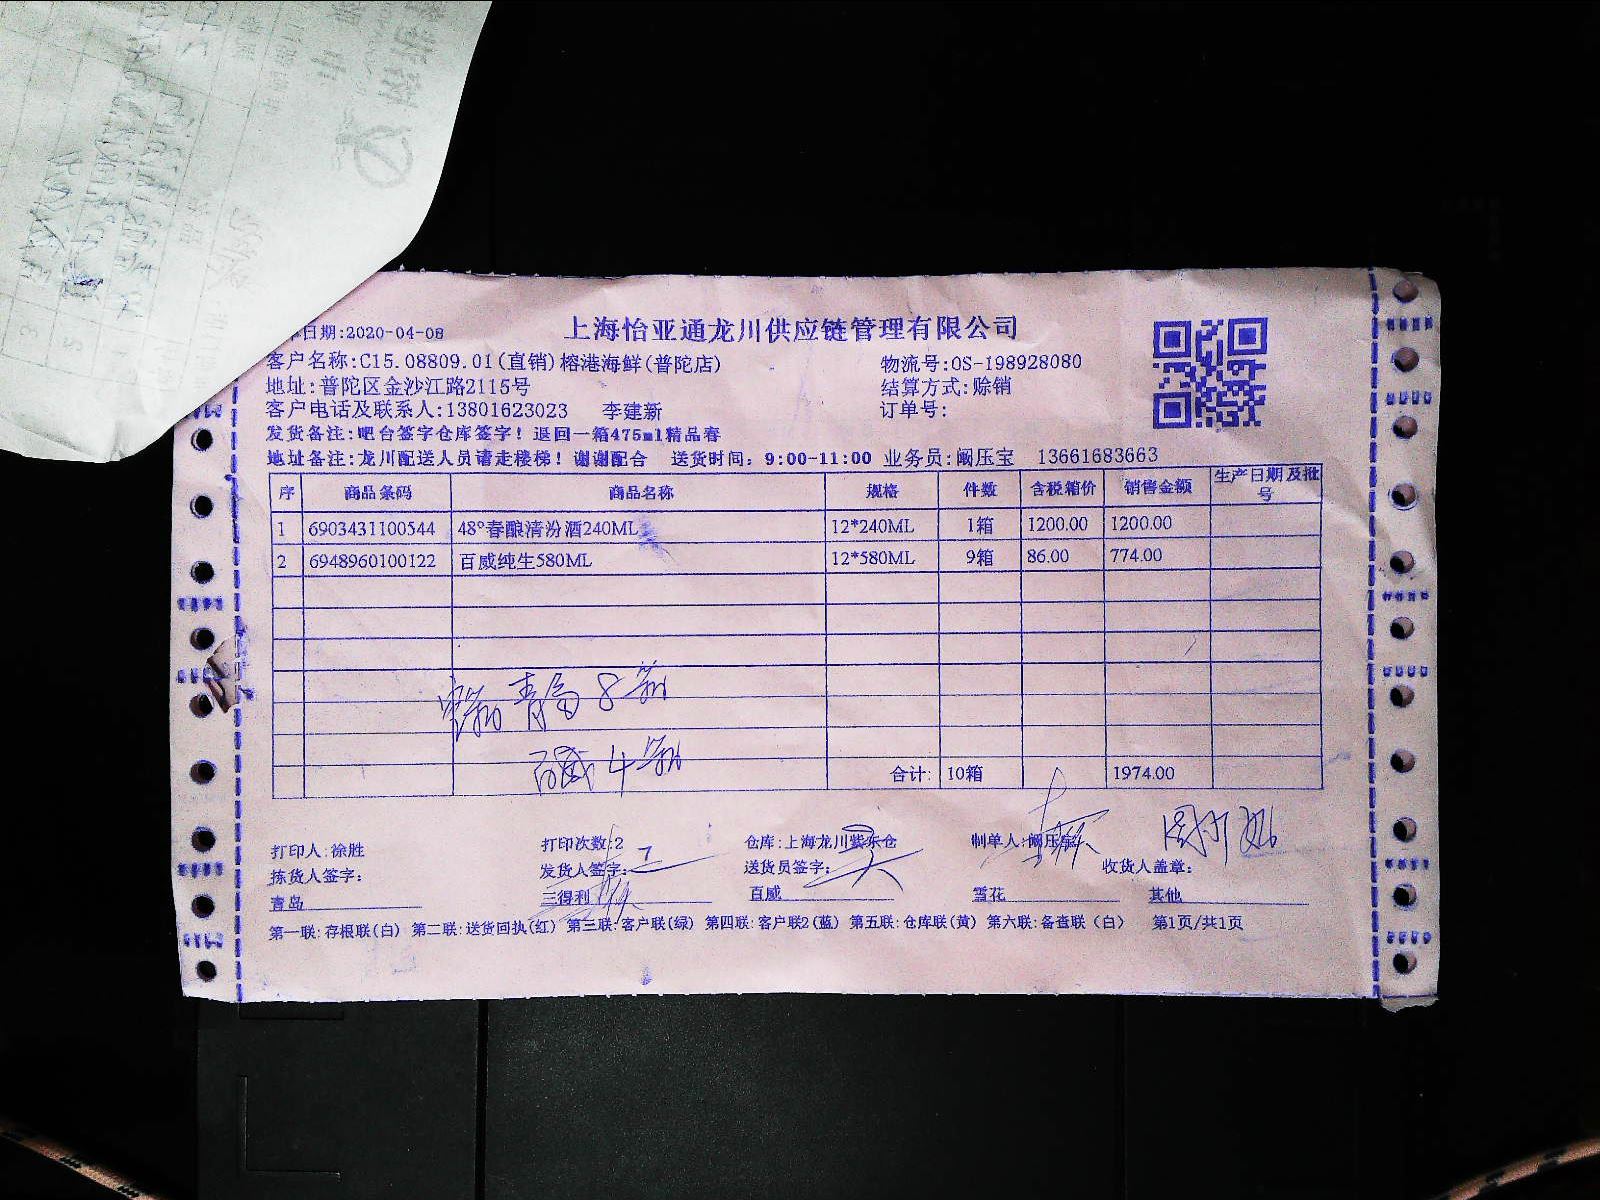 日期:2020-04-08
上海怡亚通龙川供应链管理有限公司
客户名称:C15.08809.01(直销)榕港海鲜(普陀店)
物流号:OS-198928080
地址:普陀区金沙江路2115号
结算方式:赊销
客户电话及联系人:13801623023 李建新
订单号:
发货备注:吧台签字仓库签字!退回一箱475ml精品春
地址备注:龙川配送人员请走楼梯!谢谢配合 送货时间:9:00-11:00 业务员:阚压宝 13661683663
序 商品条码 商品名称 规格 件数 含税箱价 销售金额 生产日期及批号
1 6903431100544 48°春酿清汾酒240ML 12*240ML 1箱 1200.00 1200.00
2 6948960100122 百威纯生580ML 12*580ML 9箱 86.00 774.00
青岛8箱
百威4箱
合计: 10箱 1974.00
打印人:徐胜 打印次数:2 仓库:上海龙川紫东仓 制单人:阚压宝
拣货人签字: 发货人签字: 送货员签字: 收货人盖章:
青岛 三得利 百威 雪花 其他
第一联:存根联(白) 第二联:送货回执(红) 第三联:客户联(绿) 第四联:客户联2(蓝) 第五联:仓库联(黄) 第六联:备查联(白) 第1页/共1页